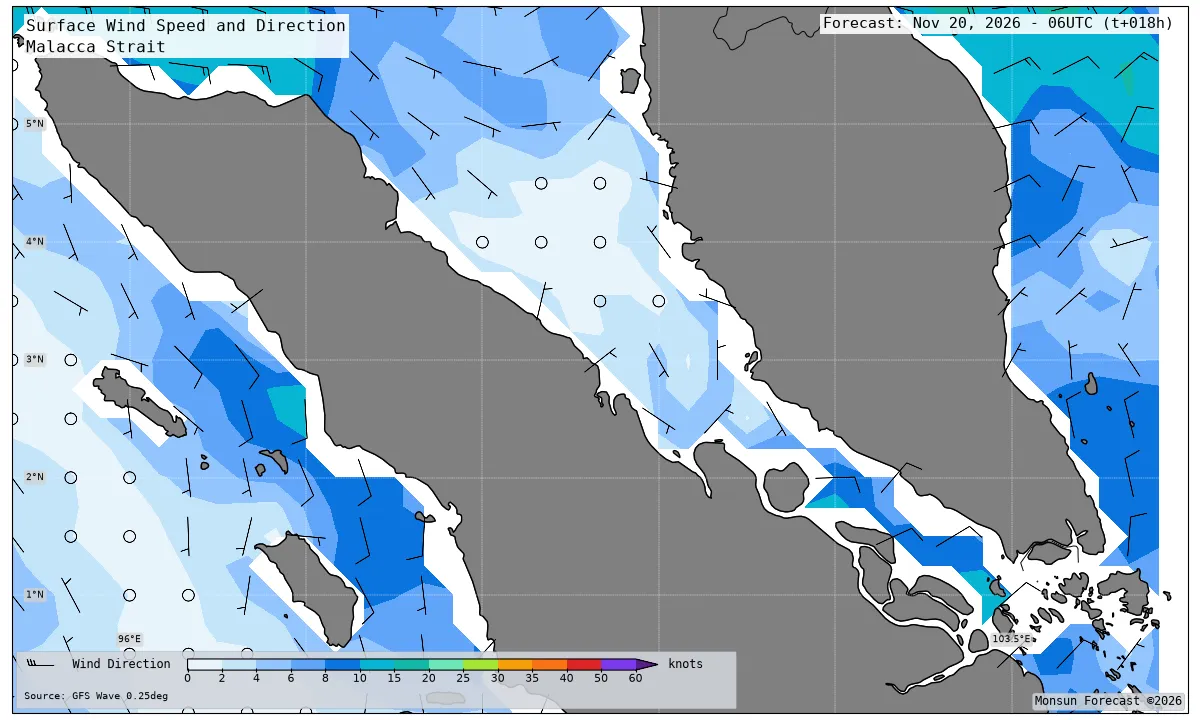 Surface Wind Speed and Direction
Malacca Strait
Forecast: Nov 20, 2026 - 06UTC (t+018h)
5°N
4°N
3°N
2°N
1°N
96°E
103.5°E
Wind Direction
0 2 4 6 8 10 15 20 25 30 35 40 50 60
knots
Source: GFS Wave 0.25deg
Monsun Forecast ©2026